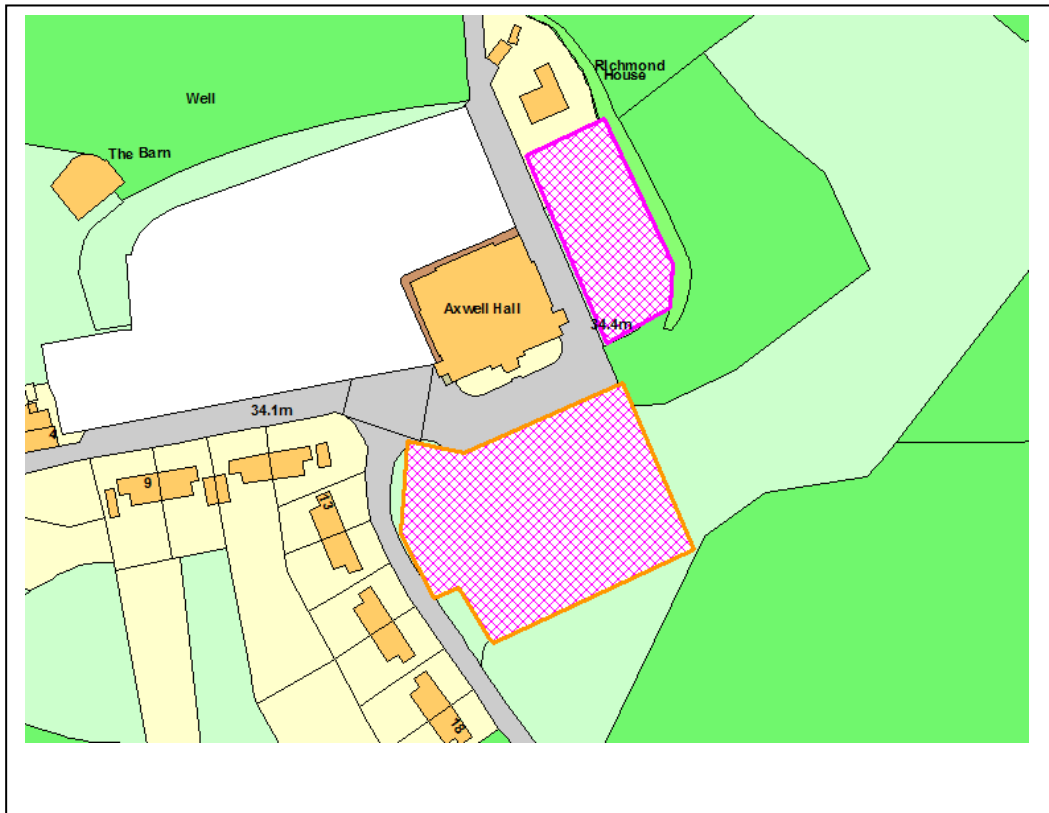 Richmond
House
Well
The Barn
Axwell Hall
34.4m
34.1m
4
9
13
18